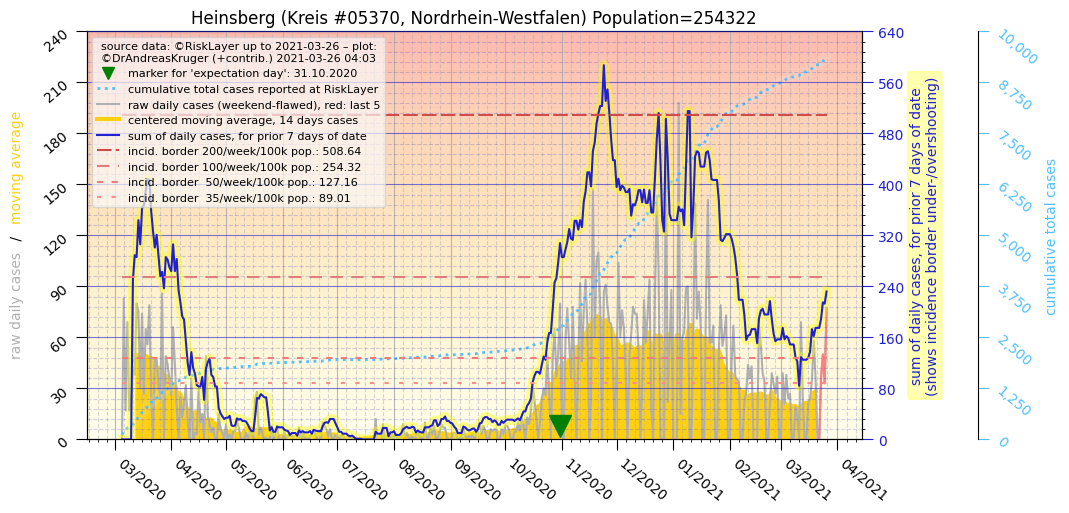 Heinsberg (Kreis #05370, Nordrhein-Westfalen) Population=254322
source data: ©RiskLayer up to 2021-03-26 – plot:
©DrAndreasKruger (+contrib.) 2021-03-26 04:03
marker for 'expectation day': 31.10.2020
cumulative total cases reported at RiskLayer
raw daily cases (weekend-flawed), red: last 5
centered moving average, 14 days cases
sum of daily cases, for prior 7 days of date
incid. border 200/week/100k pop.: 508.64
incid. border 100/week/100k pop.: 254.32
incid. border  50/week/100k pop.: 127.16
incid. border  35/week/100k pop.: 89.01
raw daily cases / moving average
240
210
180
150
120
90
60
30
0
640
560
480
400
320
240
160
80
0
sum of daily cases, for prior 7 days of date
(shows incidence border under-/overshooting)
10,000
8,750
7,500
6,250
5,000
3,750
2,500
1,250
0
cumulative total cases
03/2020
04/2020
05/2020
06/2020
07/2020
08/2020
09/2020
10/2020
11/2020
12/2020
01/2021
02/2021
03/2021
04/2021